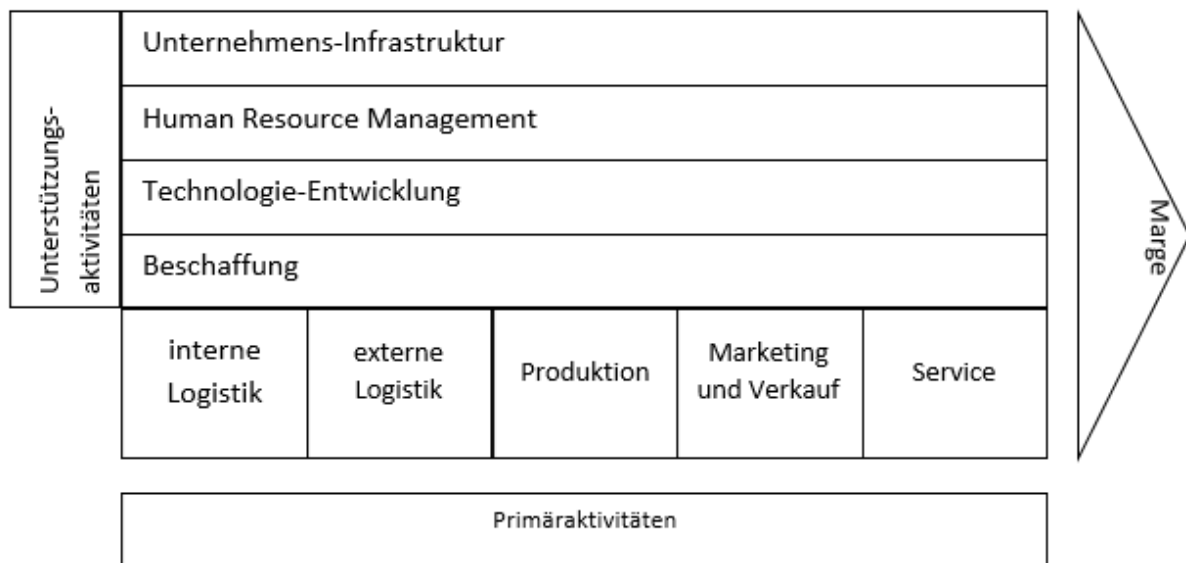 Unterstützungs-
aktivitäten
Unternehmens-Infrastruktur
Human Resource Management
Technologie-Entwicklung
Beschaffung
interne
Logistik
externe
Logistik
Produktion
Marketing
und Verkauf
Service
Marge
Primäraktivitäten